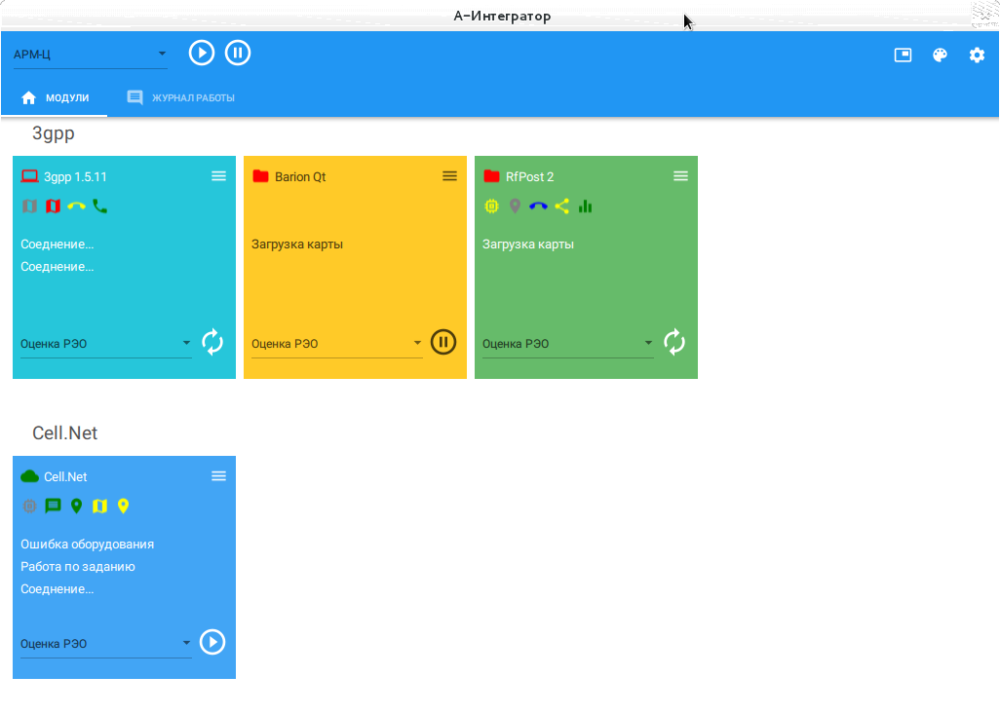 А-Интегратор
АРМ-Ц
МОДУЛИ
ЖУРНАЛ РАБОТЫ
3gpp
3gpp 1.5.11
Соеднение...
Соеднение...
Оценка РЭО
Barion Qt
Загрузка карты
Оценка РЭО
RfPost 2
Загрузка карты
Оценка РЭО
Cell.Net
Cell.Net
Ошибка оборудования
Работа по заданию
Соеднение...
Оценка РЭО